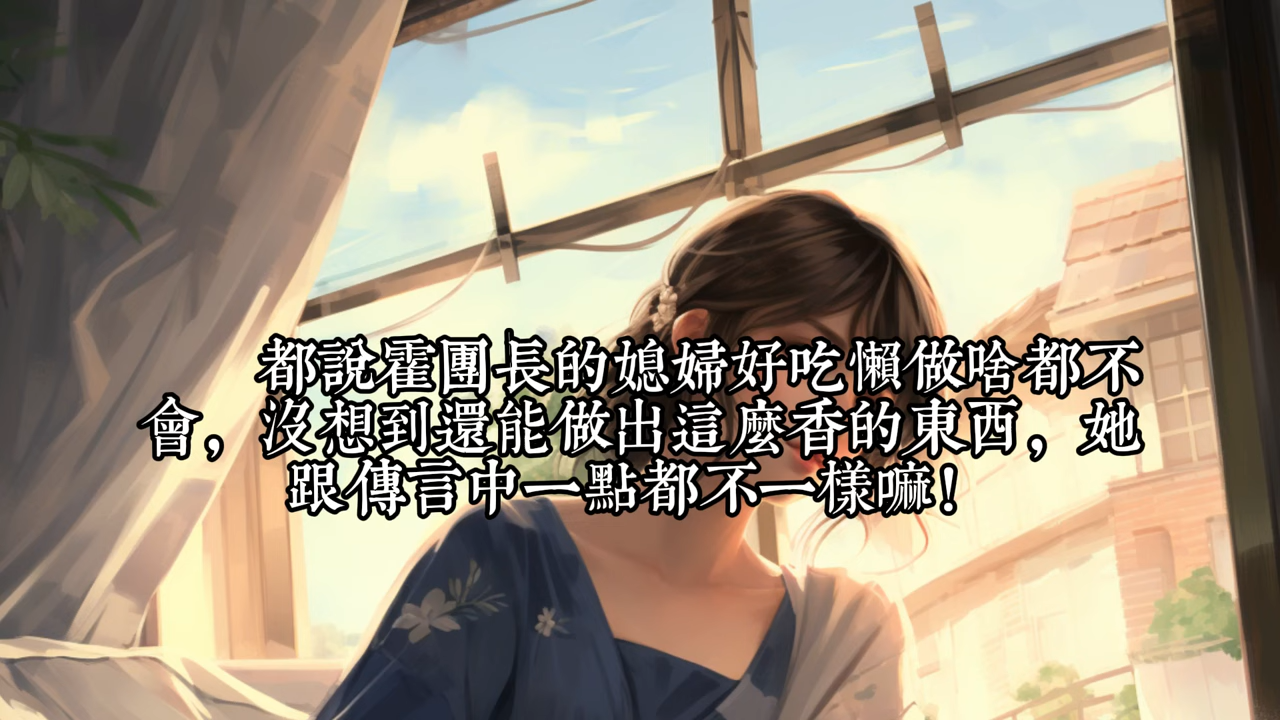 都說霍團長的媳婦好吃懶做啥都不
會，沒想到還能做出這麼香的東西，她
跟傳言中一點都不一樣嘛！